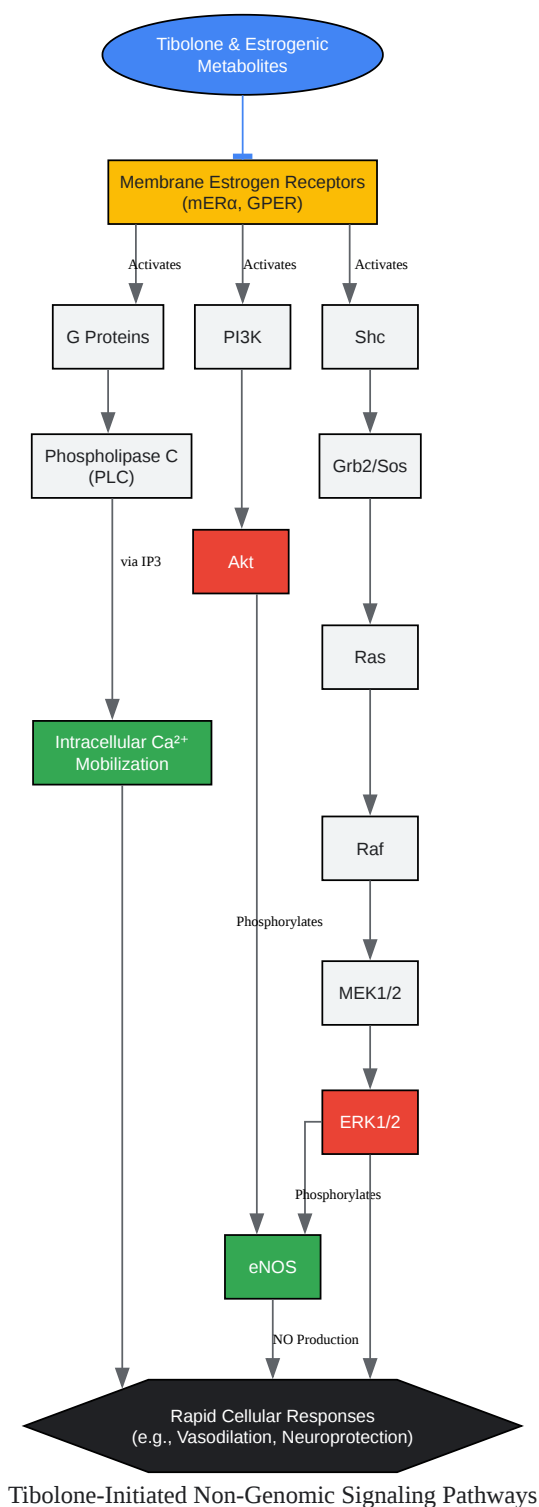 Tibolone & Estrogenic
Metabolites
Membrane Estrogen Receptors
(mERα, GPER)
Activates
Activates
Activates
G Proteins
PI3K
Shc
Phospholipase C
(PLC)
Grb2/Sos
via IP3
Akt
Ras
Intracellular Ca²⁺
Mobilization
Raf
Phosphorylates
MEK1/2
ERK1/2
Phosphorylates
eNOS
NO Production
Rapid Cellular Responses
(e.g., Vasodilation, Neuroprotection)
Tibolone-Initiated Non-Genomic Signaling Pathways